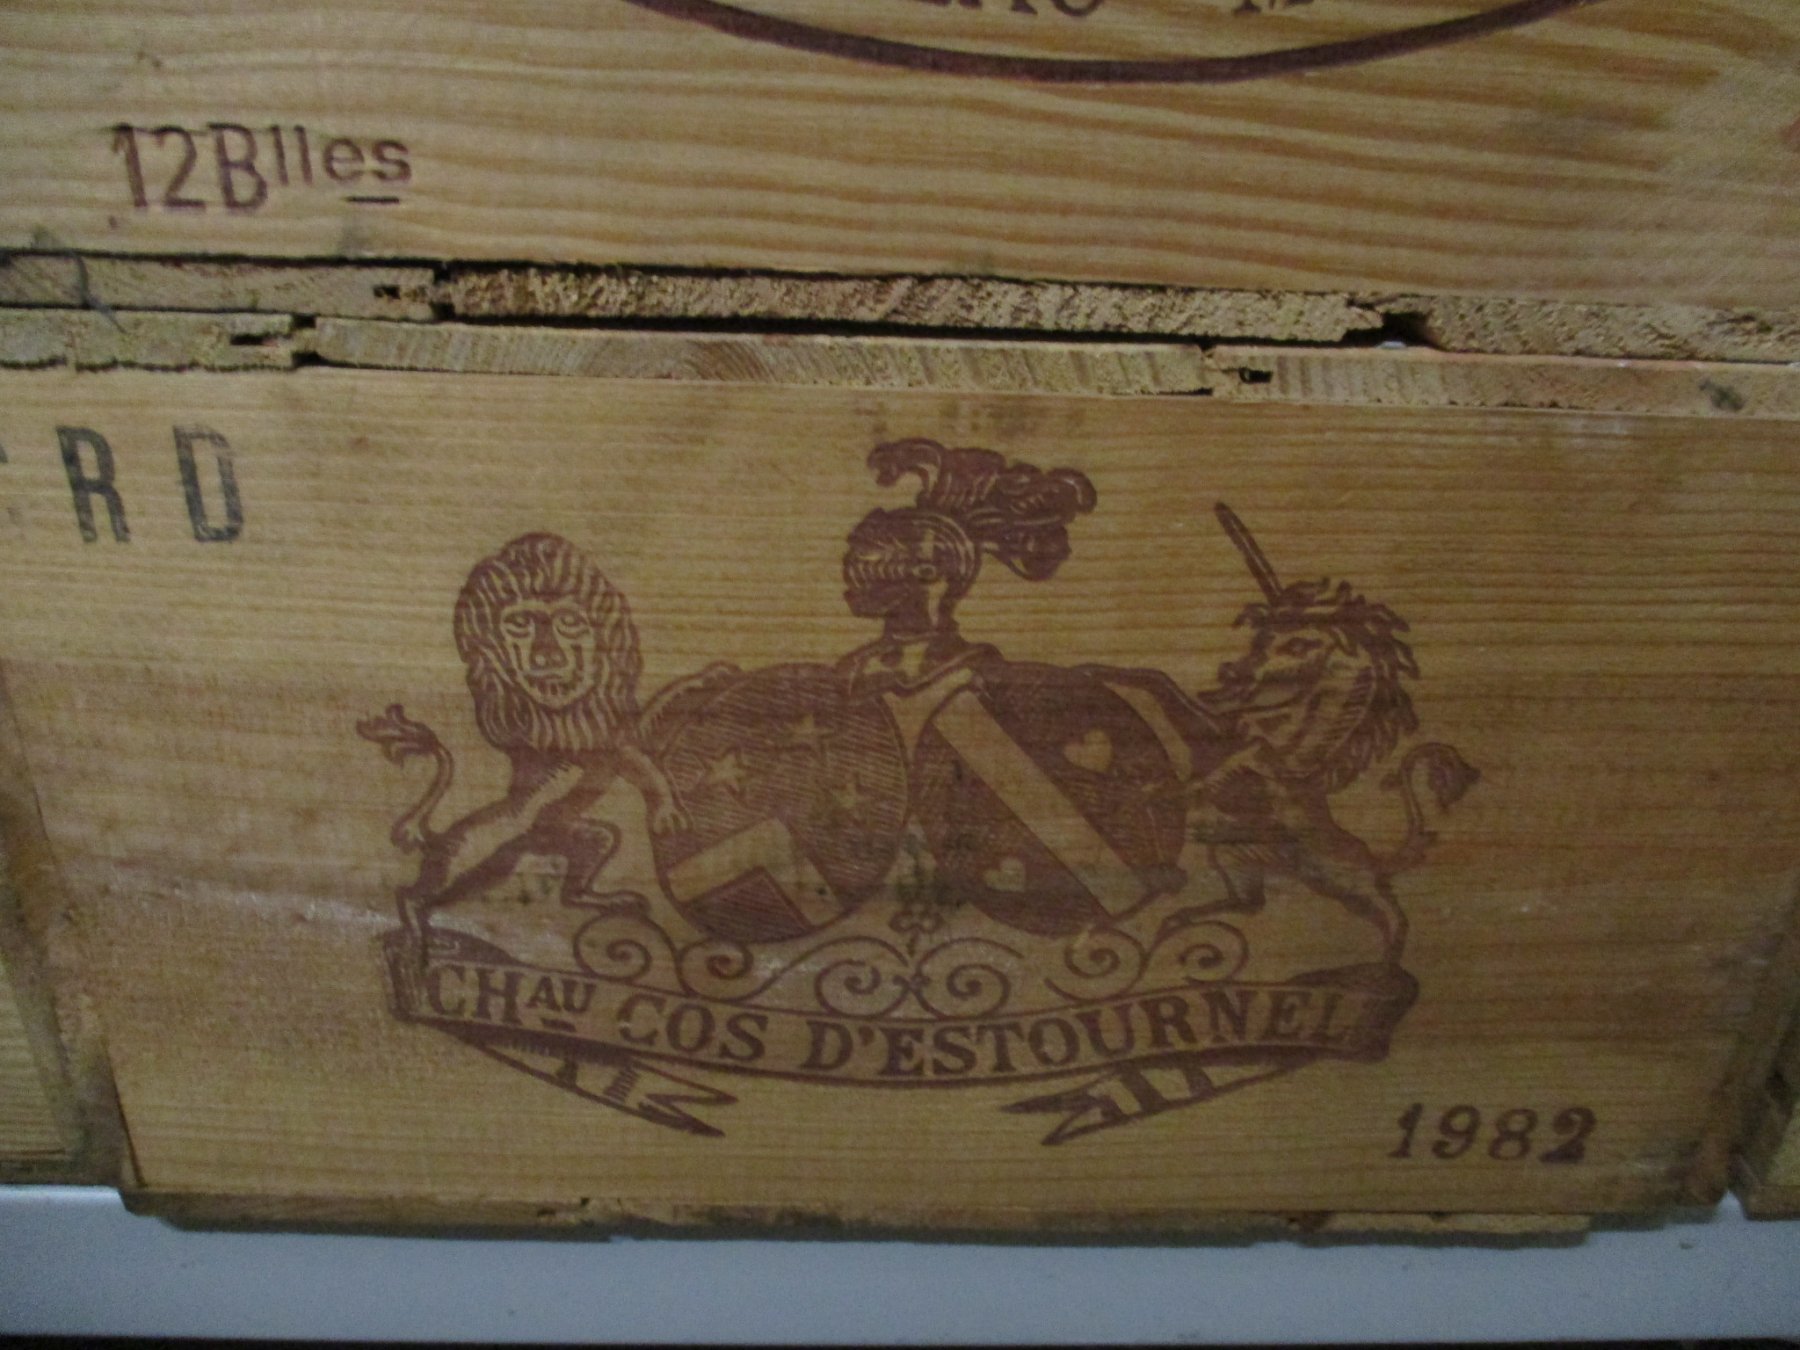 12Blles
RD
CHAU COS D'ESTOURNEL
1982